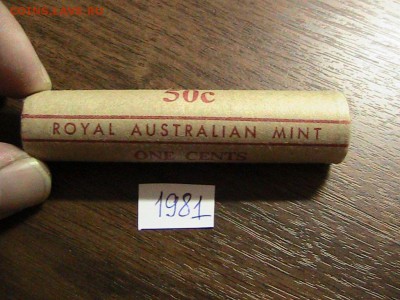 50c
ROYAL AUSTRALIAN MINT
ONE CENTS
1981